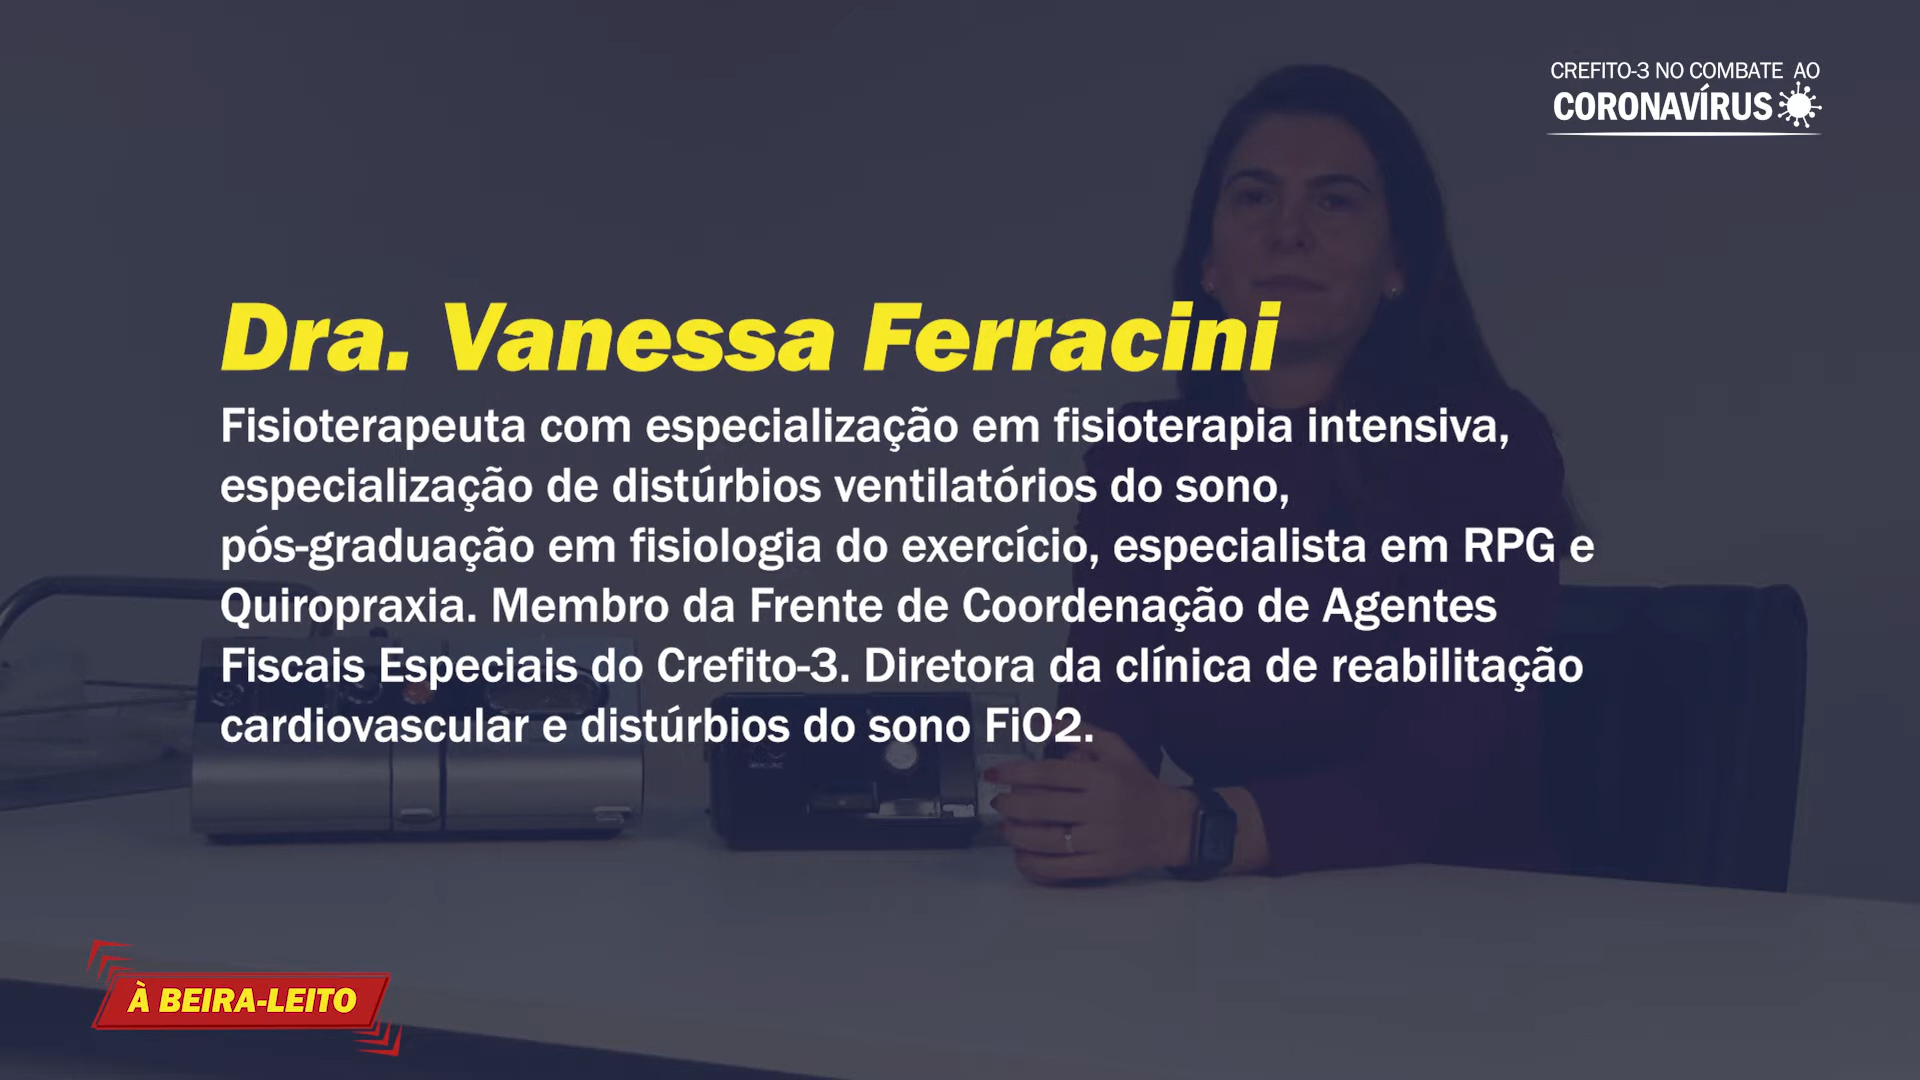 CREFITO-3 NO COMBATE AO
CORONAVÍRUS
Dra. Vanessa Ferracini
Fisioterapeuta com especialização em fisioterapia intensiva,
especialização de distúrbios ventilatórios do sono,
pós-graduação em fisiologia do exercício, especialista em RPG e
Quiropraxia. Membro da Frente de Coordenação de Agentes
Fiscais Especiais do Crefito-3. Diretora da clínica de reabilitação
cardiovascular e distúrbios do sono FiO2.
À BEIRA-LEITO